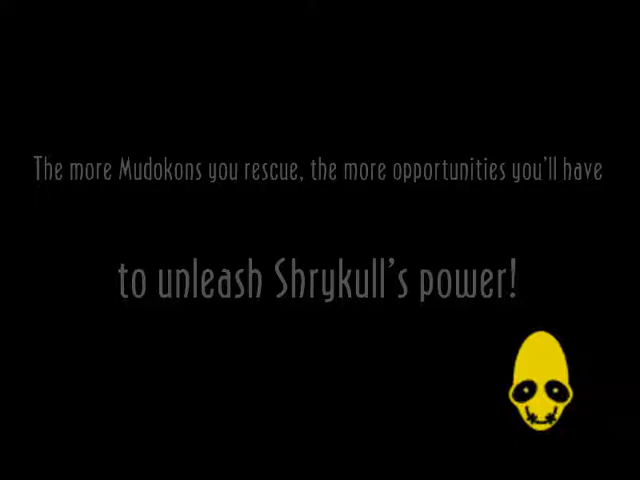 The more Mudokons you rescue, the more opportunities you'll have
to unleash Shrykull's power!